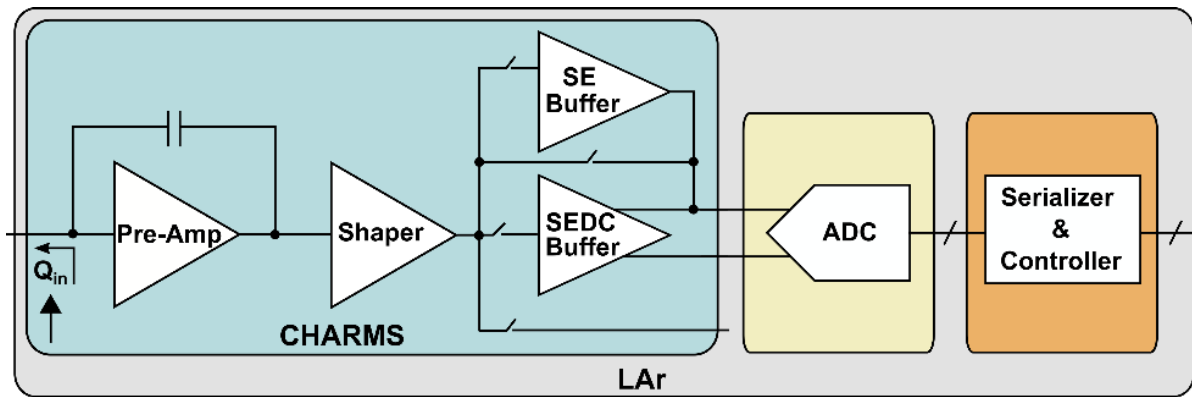 SE
Buffer
Pre-Amp
Shaper
SEDC
Buffer
ADC
Serializer
&
Controller
Qin
CHARMS
LAr